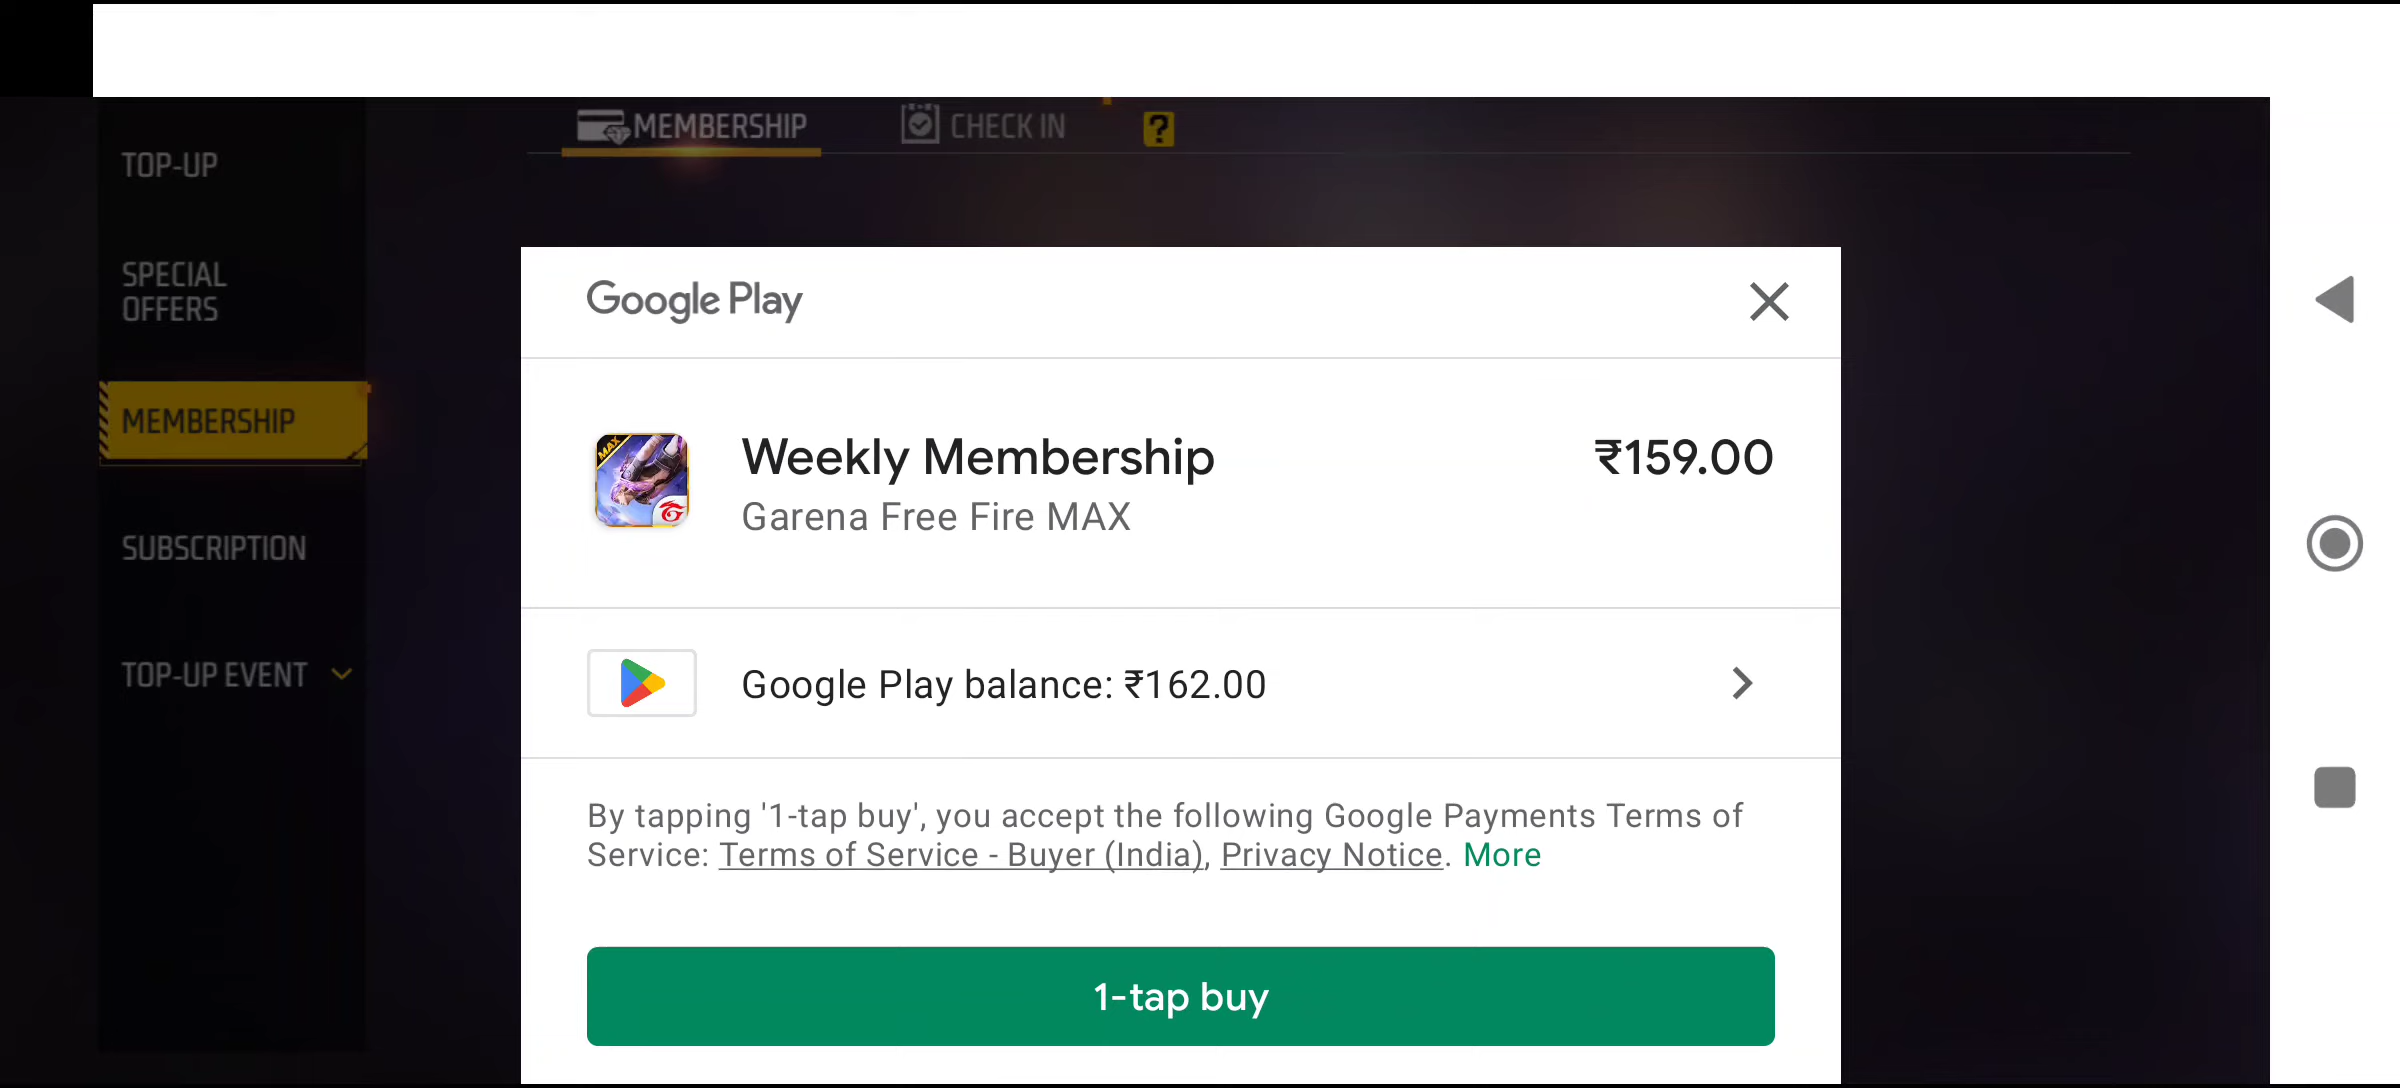 MEMBERSHIP
CHECK IN
?
TOP-UP
SPECIAL
OFFERS
MEMBERSHIP
SUBSCRIPTION
TOP-UP EVENT
Google Play
MAX
Weekly Membership
₹159.00
Garena Free Fire MAX
Google Play balance: ₹162.00
By tapping '1-tap buy', you accept the following Google Payments Terms of
Service: Terms of Service - Buyer (India), Privacy Notice. More
1-tap buy